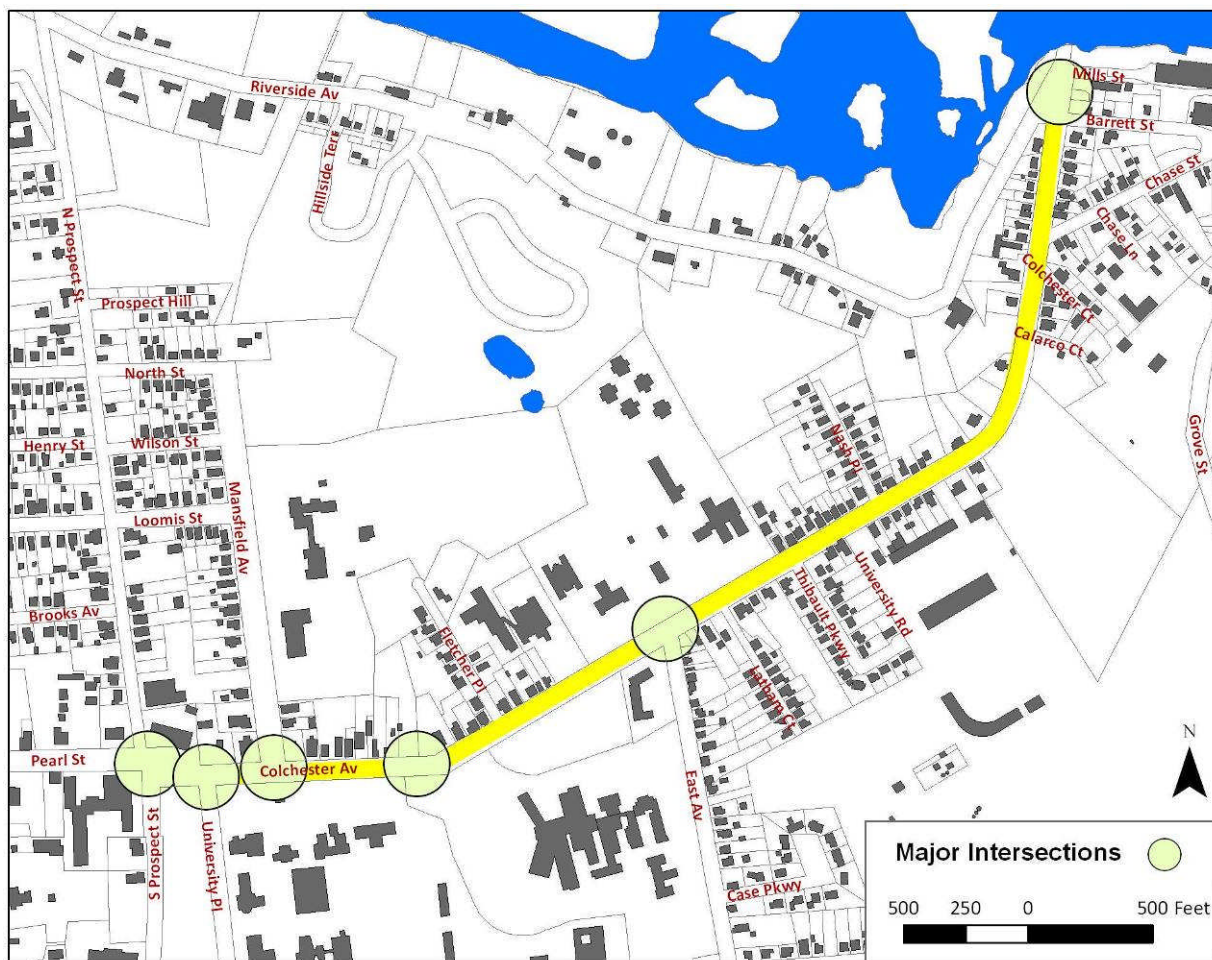 Mills St
Riverside Av
Barrett St
Hillside Terr
Chase St
Chase Ln
N Prospect St
Colchester Ct
Prospect Hill
Calarco Ct
North St
Nash Pl
Henry St
Wilson St
Grove St
Mansfield Av
Loomis St
University Rd
Thibault Pkwy
Brooks Av
Fletcher Pl
Latham Ct
N
Pearl St
Colchester Av
East Av
S Prospect St
University Pl
Case Pkwy
Major Intersections
500 250 0 500 Feet